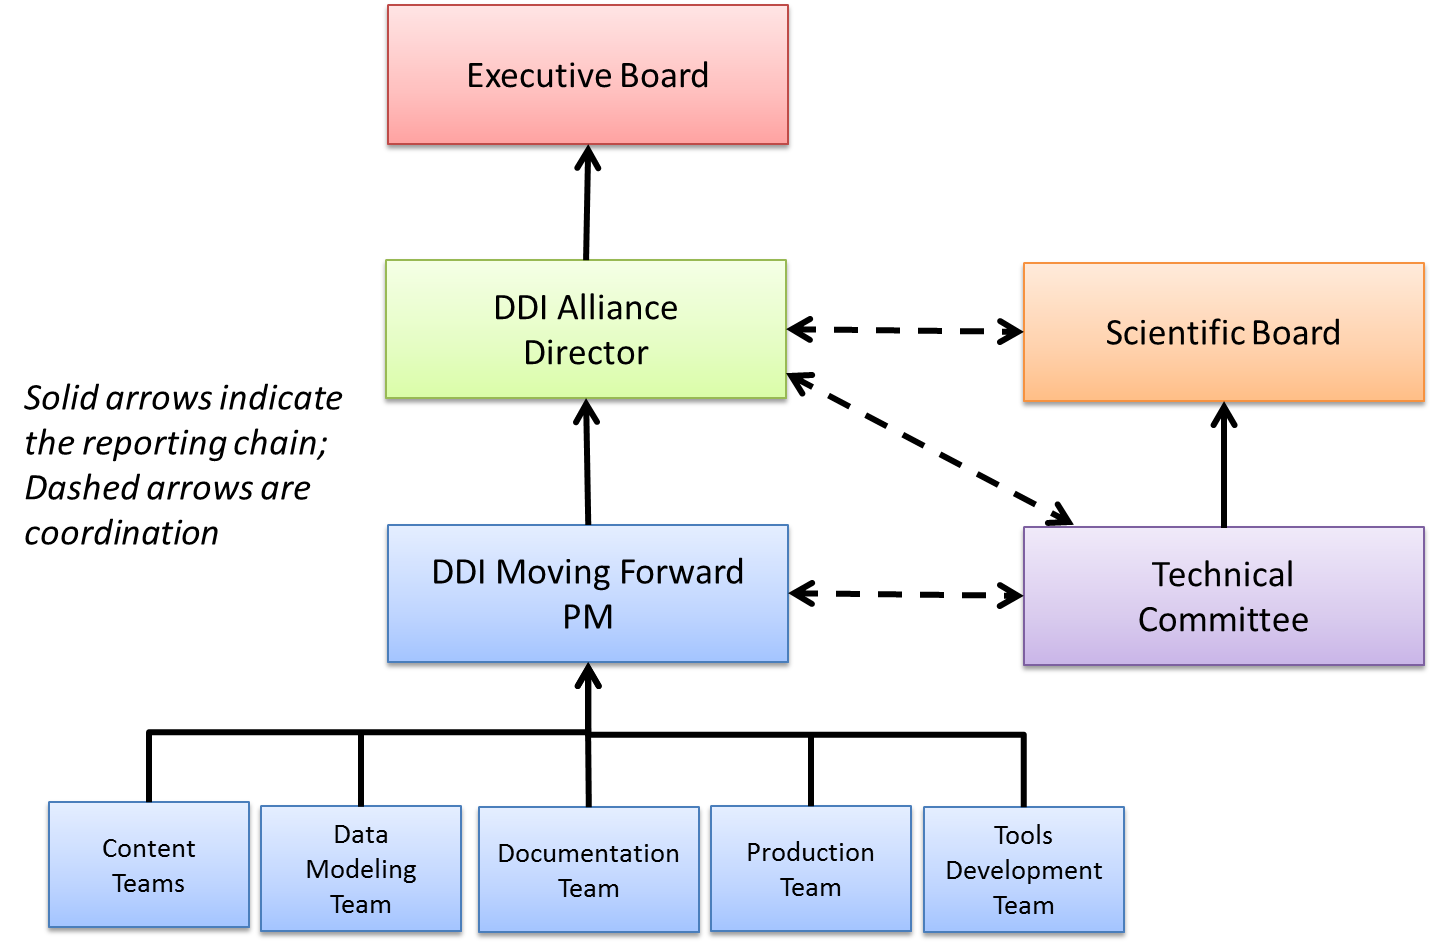 Executive Board
DDI Alliance
Director
Scientific Board
Solid arrows indicate
the reporting chain;
Dashed arrows are
coordination
DDI Moving Forward
PM
Technical
Committee
Content
Teams
Data
Modeling
Team
Documentation
Team
Production
Team
Tools
Development
Team